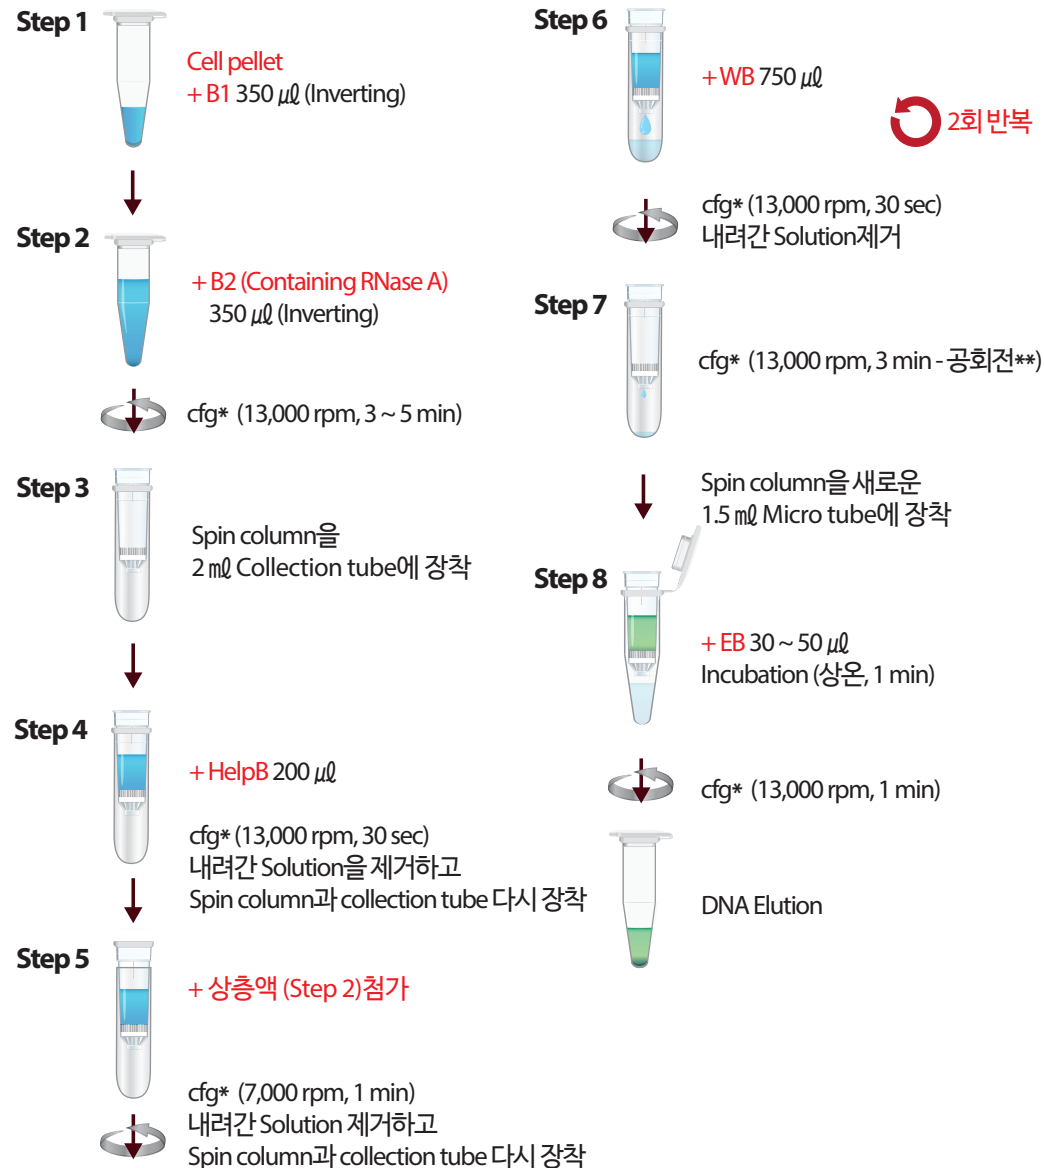 Step 1
Cell pellet
+ B1 350 ㎕ (Inverting)
Step 2
+ B2 (Containing RNase A)
350 ㎕ (Inverting)
cfg* (13,000 rpm, 3 ~ 5 min)
Step 3
Spin column을
2 ㎖ Collection tube에 장착
Step 4
+ HelpB 200 ㎕
cfg* (13,000 rpm, 30 sec)
내려간 Solution을 제거하고
Spin column과 collection tube 다시 장착
Step 5
+ 상층액 (Step 2)첨가
cfg* (7,000 rpm, 1 min)
내려간 Solution 제거하고
Spin column과 collection tube 다시 장착
Step 6
+ WB 750 ㎕
2회 반복
cfg* (13,000 rpm, 30 sec)
내려간 Solution제거
Step 7
cfg* (13,000 rpm, 3 min - 공회전**)
Spin column을 새로운
1.5 ㎖ Micro tube에 장착
Step 8
+ EB 30 ~ 50 ㎕
Incubation (상온, 1 min)
cfg* (13,000 rpm, 1 min)
DNA Elution